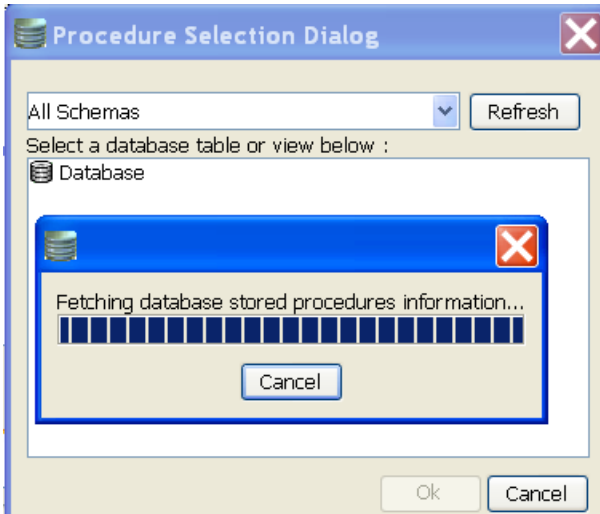 Procedure Selection Dialog
All Schemas
Refresh
Select a database table or view below :
Database
Fetching database stored procedures information...
Cancel
Ok
Cancel